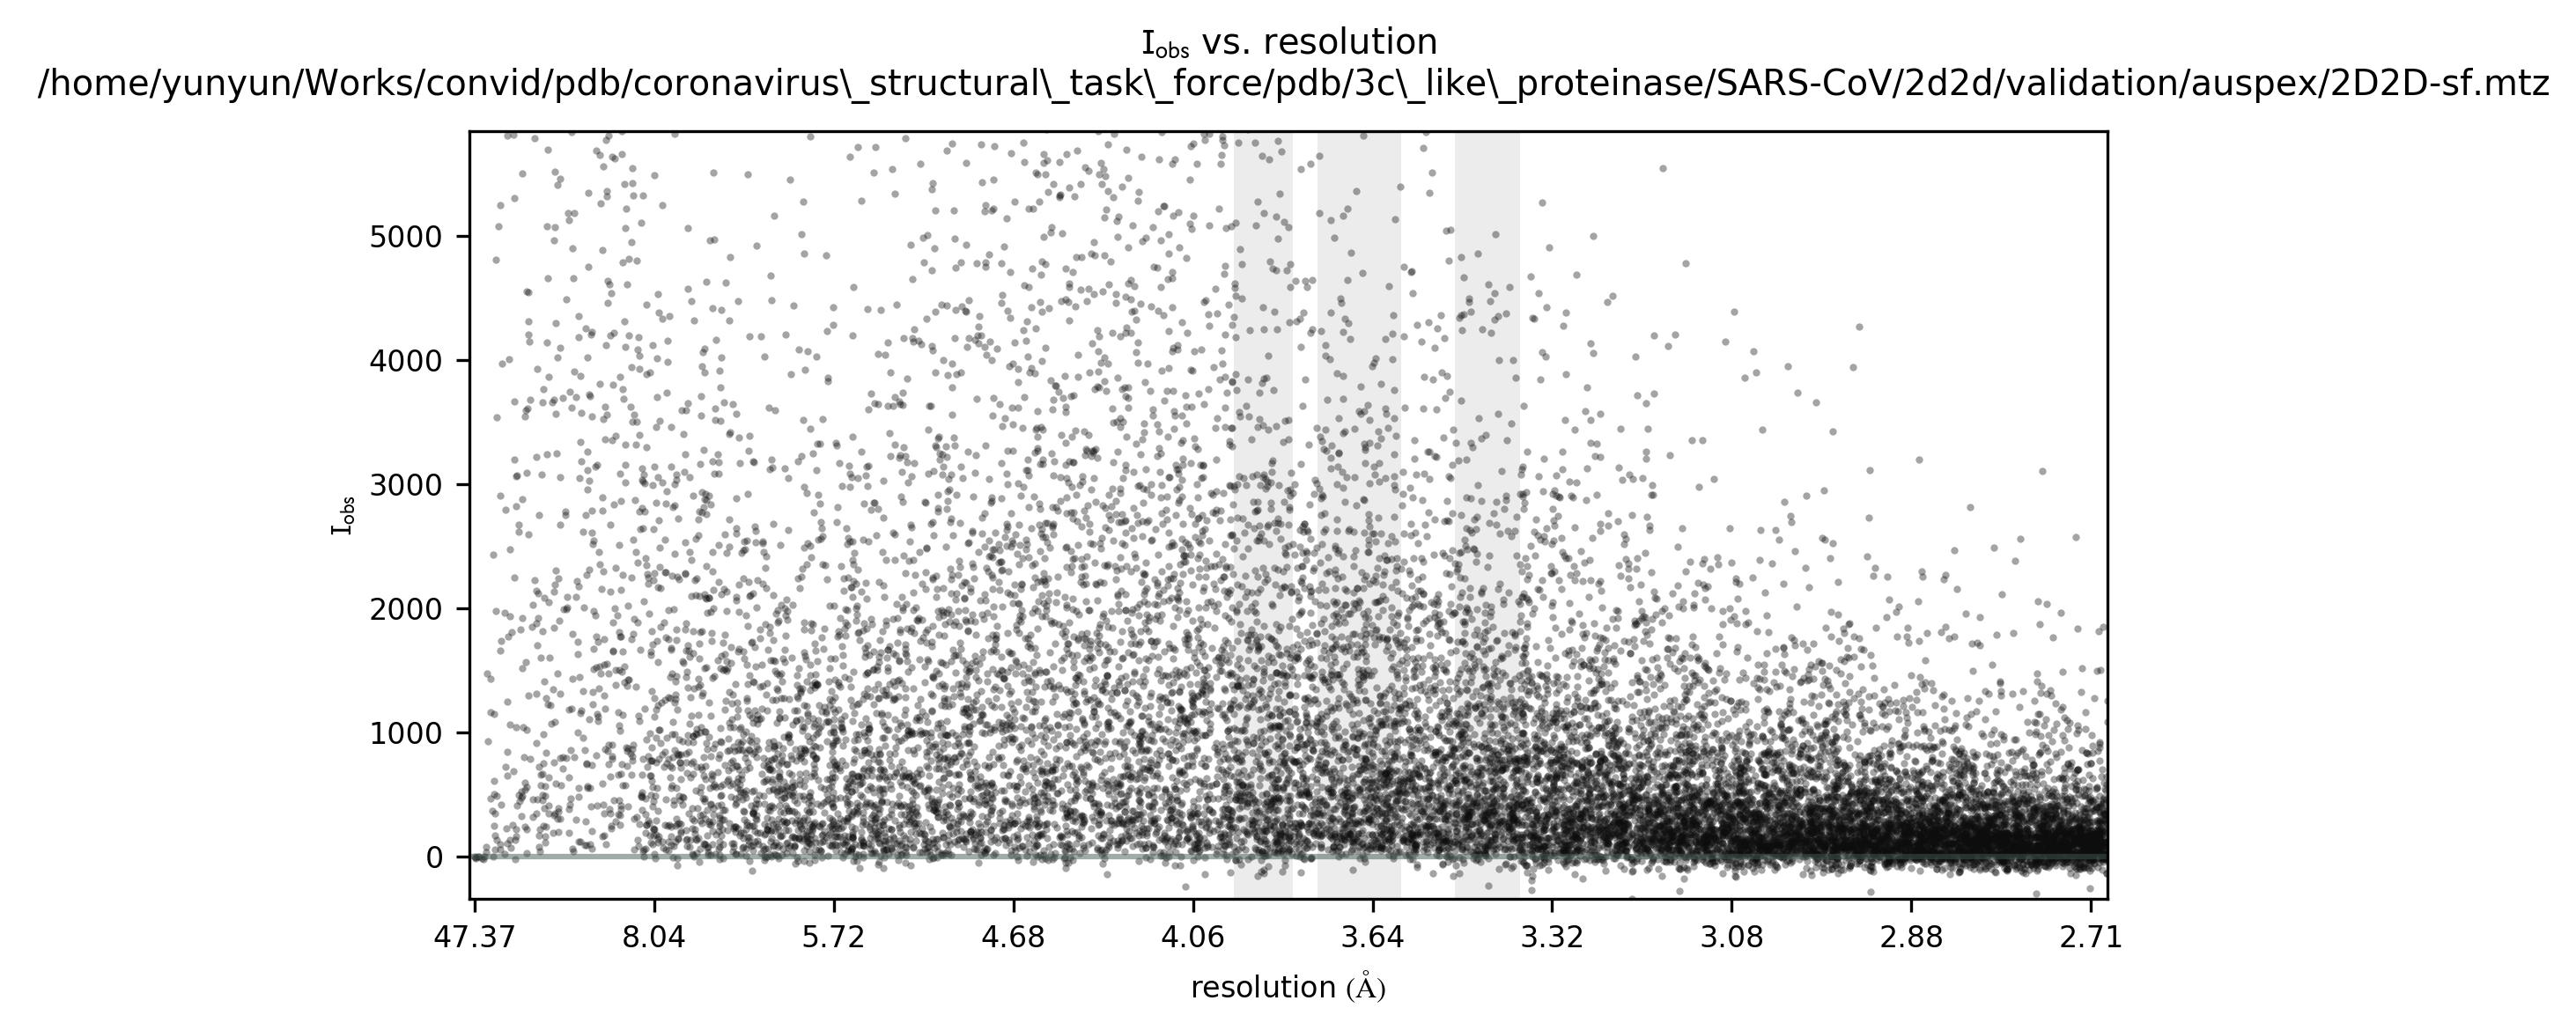 I_obs vs. resolution
/home/yunyun/Works/convid/pdb/coronavirus\_structural\_task\_force/pdb/3c\_like\_proteinase/SARS-CoV/2d2d/validation/auspex/2D2D-sf.mtz
5000
4000
3000
2000
1000
0
I_obs
47.37 8.04 5.72 4.68 4.06 3.64 3.32 3.08 2.88 2.71
resolution (Å)